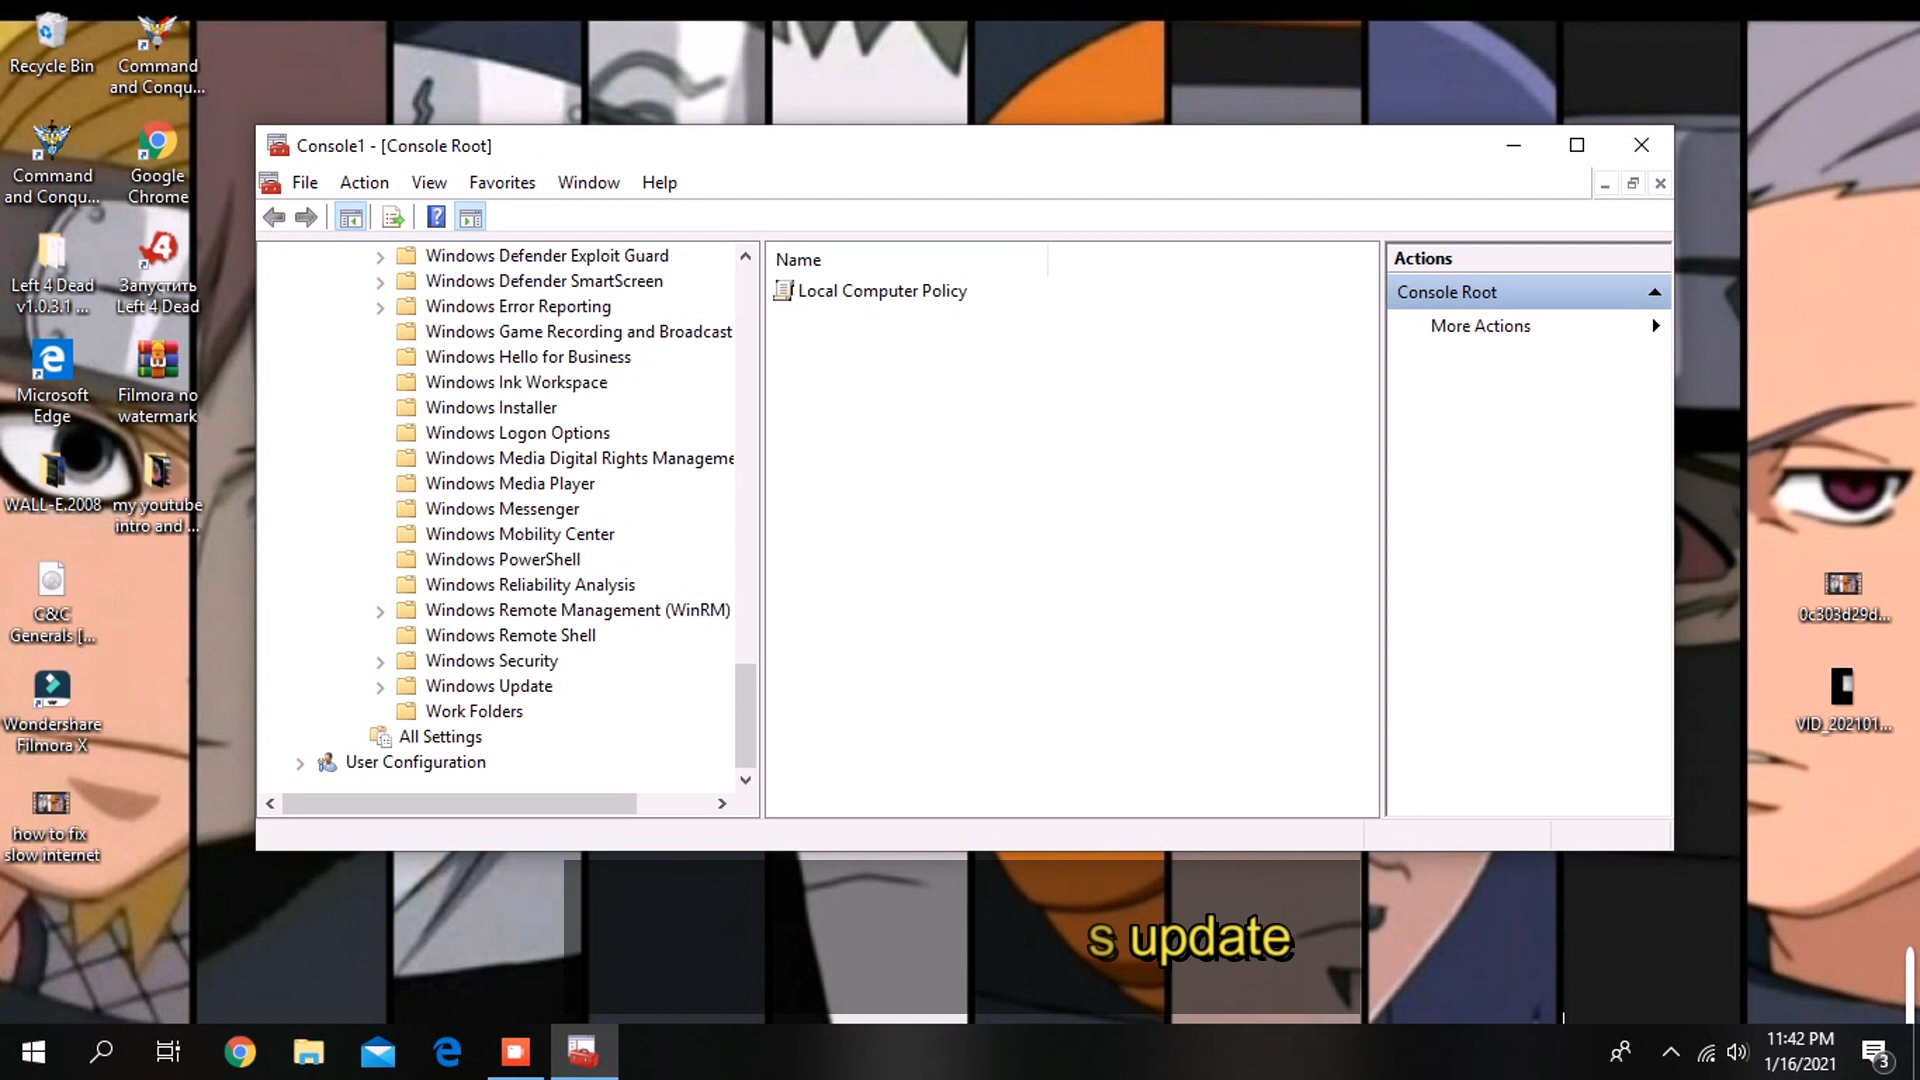 Recycle Bin
Command
and Conqu...
Command
and Conqu...
Google
Chrome
Left 4 Dead
v1.0.3.1 ...
Запустить
Left 4 Dead
Microsoft
Edge
Filmora no
watermark
WALL-E.2008
my youtube
intro and ...
C&C
Generals [...
Wondershare
Filmora X
how to fix
slow internet
Console1 - [Console Root]
File Action View Favorites Window Help
Windows Defender Exploit Guard
Windows Defender SmartScreen
Windows Error Reporting
Windows Game Recording and Broadcast
Windows Hello for Business
Windows Ink Workspace
Windows Installer
Windows Logon Options
Windows Media Digital Rights Manageme
Windows Media Player
Windows Messenger
Windows Mobility Center
Windows PowerShell
Windows Reliability Analysis
Windows Remote Management (WinRM)
Windows Remote Shell
Windows Security
Windows Update
Work Folders
All Settings
User Configuration
Name
Local Computer Policy
Actions
Console Root
More Actions
0c303d29d...
VID_202101...
s update
11:42 PM
1/16/2021
3